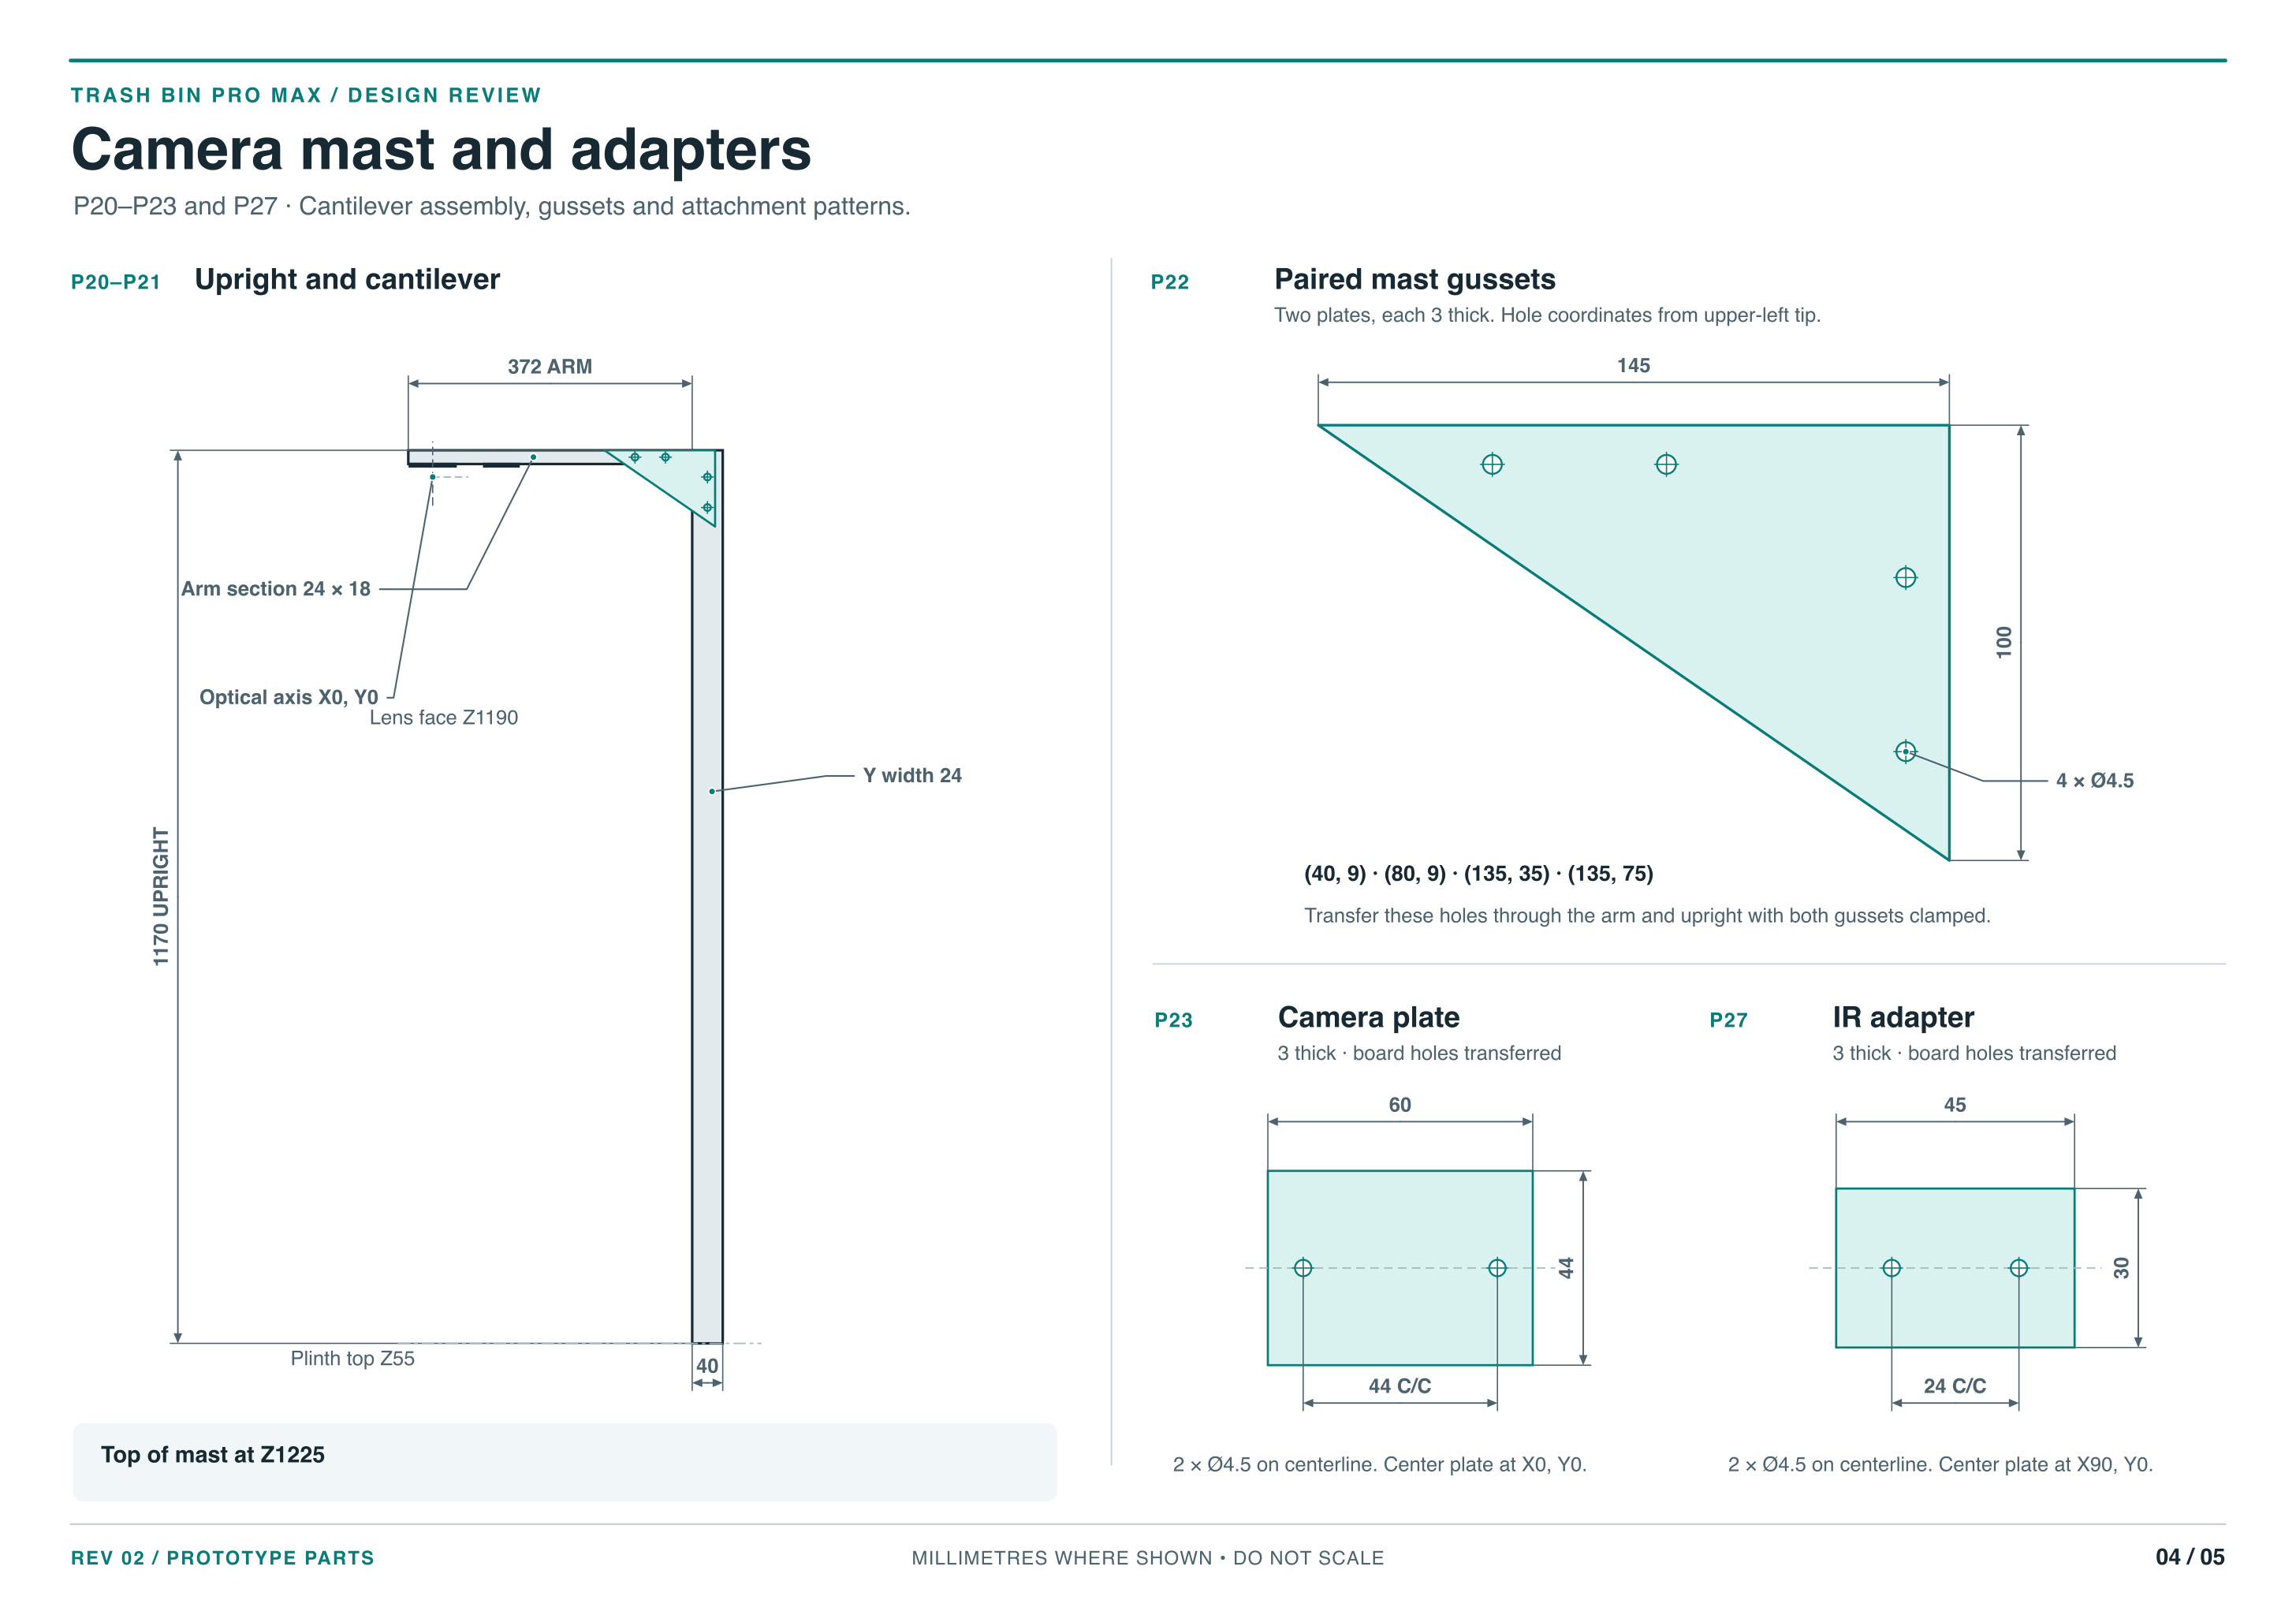 TRASH BIN PRO MAX / DESIGN REVIEW
Camera mast and adapters
P20–P23 and P27 · Cantilever assembly, gussets and attachment patterns.
P20–P21 Upright and cantilever
372 ARM
Arm section 24 × 18
Optical axis X0, Y0
Lens face Z1190
Y width 24
1170 UPRIGHT
Plinth top Z55
40
Top of mast at Z1225
P22 Paired mast gussets
Two plates, each 3 thick. Hole coordinates from upper-left tip.
145
100
4 × Ø4.5
(40, 9) · (80, 9) · (135, 35) · (135, 75)
Transfer these holes through the arm and upright with both gussets clamped.
P23 Camera plate
3 thick · board holes transferred
60
44
44 C/C
2 × Ø4.5 on centerline. Center plate at X0, Y0.
P27 IR adapter
3 thick · board holes transferred
45
30
24 C/C
2 × Ø4.5 on centerline. Center plate at X90, Y0.
REV 02 / PROTOTYPE PARTS
MILLIMETRES WHERE SHOWN • DO NOT SCALE
04 / 05